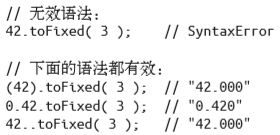 // 无效语法：
42.toFixed( 3 ); // SyntaxError
// 下面的语法都有效：
(42).toFixed( 3 ); // "42.000"
0.42.toFixed( 3 ); // "0.420"
42..toFixed( 3 ); // "42.000"